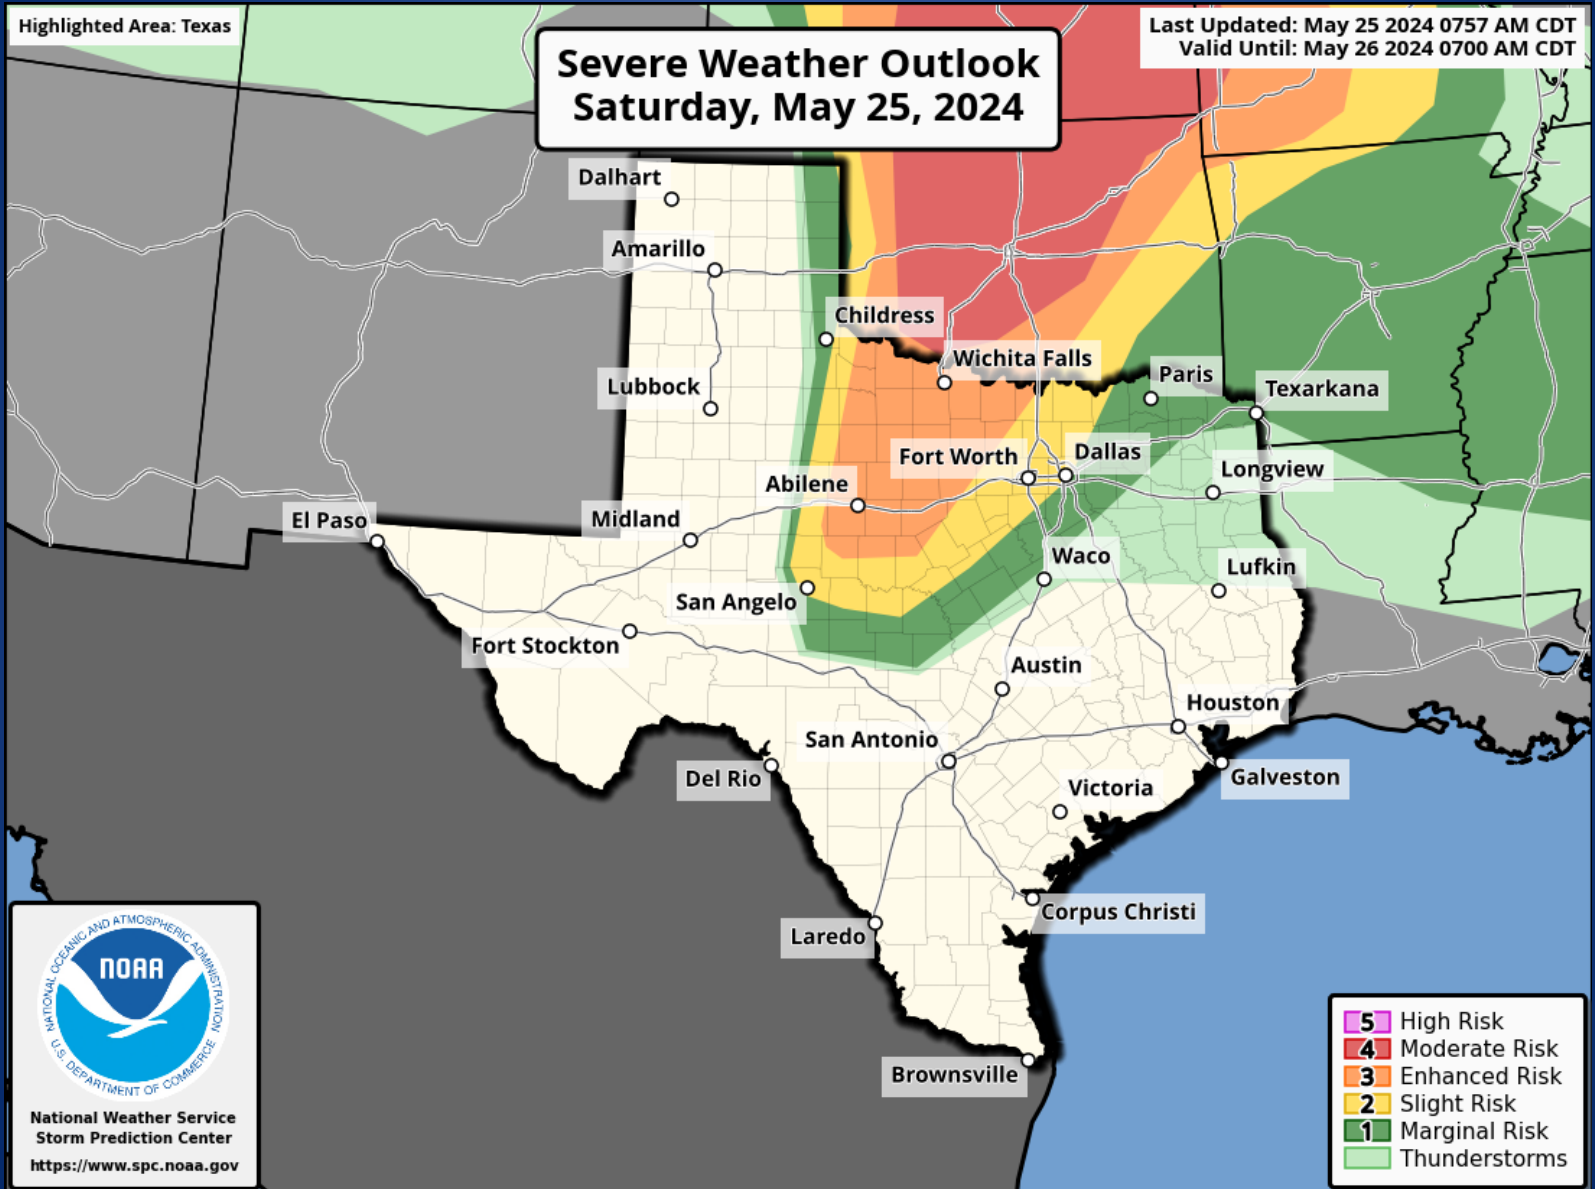 Highlighted Area: Texas
Severe Weather Outlook
Saturday, May 25, 2024
Last Updated: May 25 2024 0757 AM CDT
Valid Until: May 26 2024 0700 AM CDT
Dalhart
Amarillo
Childress
Wichita Falls
Paris
Texarkana
Lubbock
Fort Worth
Dallas
Longview
Abilene
El Paso
Midland
Waco
Lufkin
San Angelo
Fort Stockton
Austin
Houston
San Antonio
Del Rio
Galveston
Victoria
Corpus Christi
Laredo
Brownsville
NATIONAL OCEANIC AND ATMOSPHERIC ADMINISTRATION
NOAA
U.S. DEPARTMENT OF COMMERCE
National Weather Service
Storm Prediction Center
https://www.spc.noaa.gov
5 High Risk
4 Moderate Risk
3 Enhanced Risk
2 Slight Risk
1 Marginal Risk
Thunderstorms